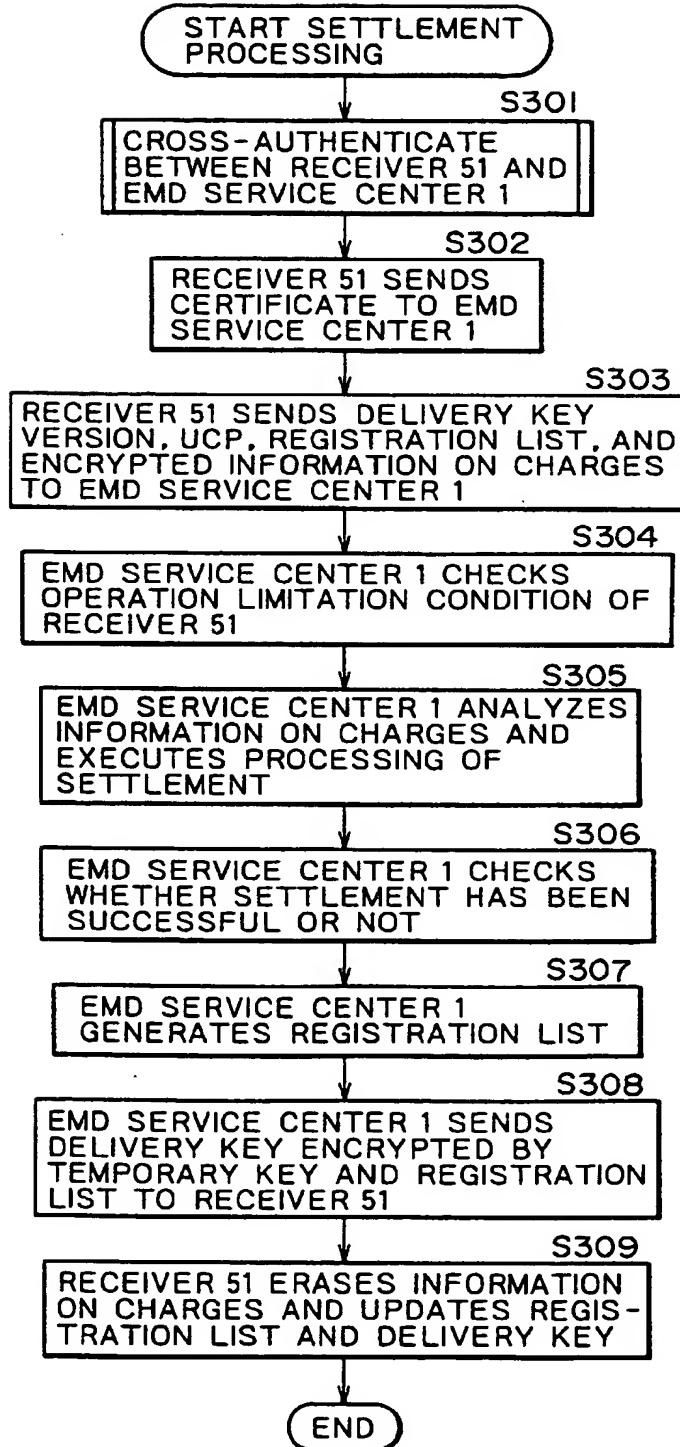 START SETTLEMENT
PROCESSING
S301
CROSS-AUTHENTICATE
BETWEEN RECEIVER 51 AND
EMD SERVICE CENTER 1
S302
RECEIVER 51 SENDS
CERTIFICATE TO EMD
SERVICE CENTER 1
S303
RECEIVER 51 SENDS DELIVERY KEY
VERSION, UCP, REGISTRATION LIST, AND
ENCRYPTED INFORMATION ON CHARGES
TO EMD SERVICE CENTER 1
S304
EMD SERVICE CENTER 1 CHECKS
OPERATION LIMITATION CONDITION OF
RECEIVER 51
S305
EMD SERVICE CENTER 1 ANALYZES
INFORMATION ON CHARGES AND
EXECUTES PROCESSING OF
SETTLEMENT
S306
EMD SERVICE CENTER 1 CHECKS
WHETHER SETTLEMENT HAS BEEN
SUCCESSFUL OR NOT
S307
EMD SERVICE CENTER 1
GENERATES REGISTRATION LIST
S308
EMD SERVICE CENTER 1 SENDS
DELIVERY KEY ENCRYPTED BY
TEMPORARY KEY AND REGISTRATION
LIST TO RECEIVER 51
S309
RECEIVER 51 ERASES INFORMATION
ON CHARGES AND UPDATES REGIS-
TRATION LIST AND DELIVERY KEY
END